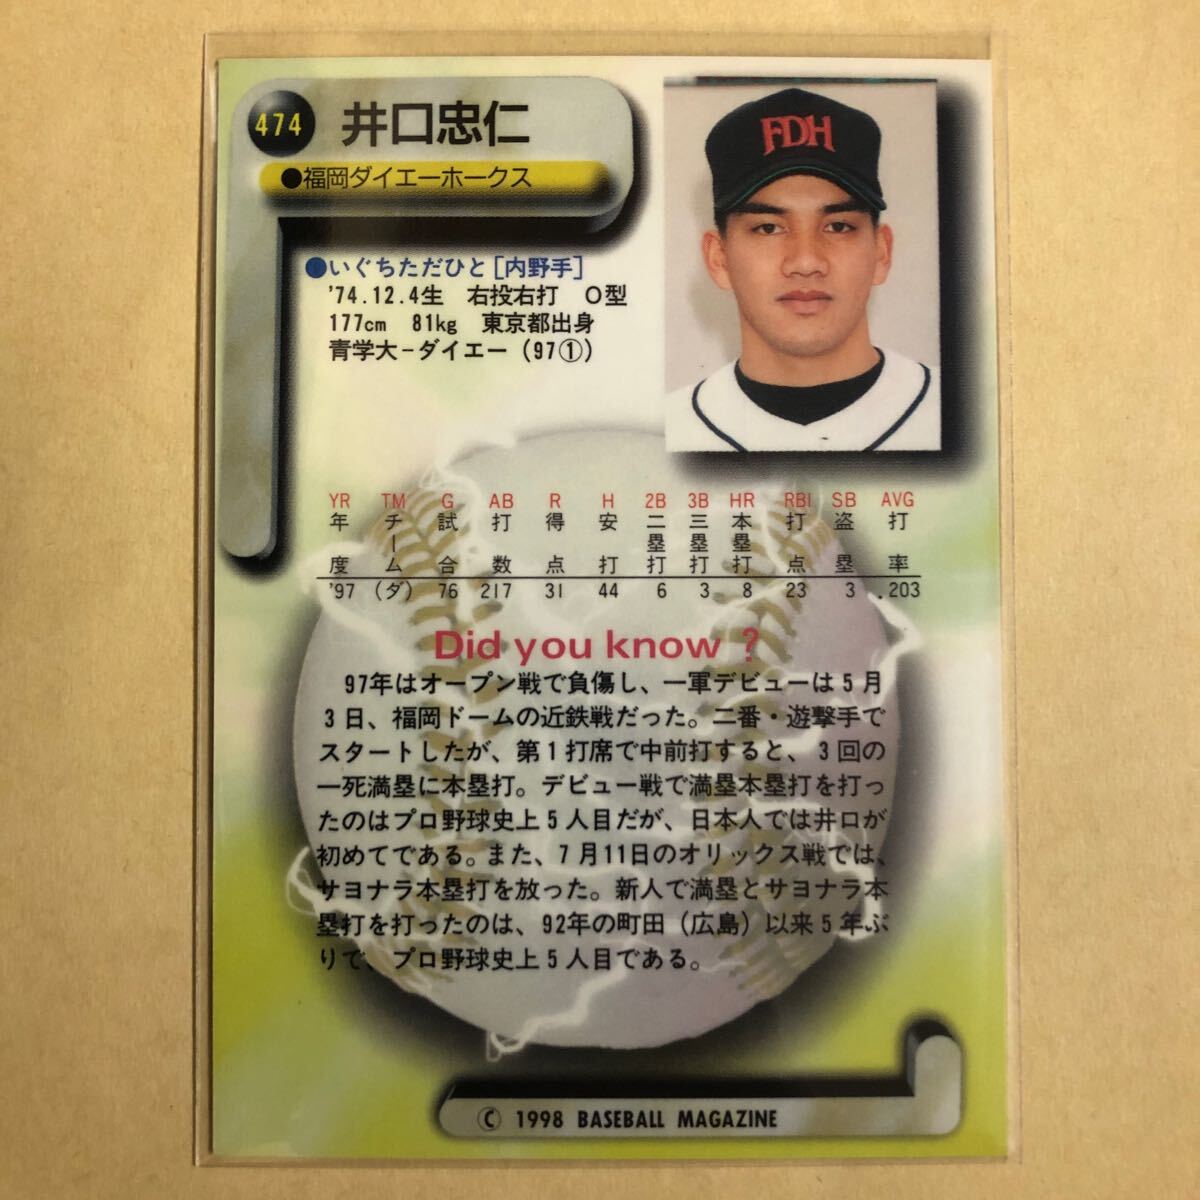 474 井口忠仁
●福岡ダイエーホークス
FDH
●いぐちただひと[内野手]
'74.12.4生 右投右打 O型
177cm 81kg 東京都出身
青学大-ダイエー(97①)
YR TM G AB R H 2B 3B HR RBI SB AVG
年度 チーム 試合 打数 得点 安打 二塁打 三塁打 本塁打 打点 盗塁 打率
'97 (ダ) 76 217 31 44 6 3 8 23 3 .203
Did you know ?
97年はオープン戦で負傷し、一軍デビューは5月
3日、福岡ドームの近鉄戦だった。二番・遊撃手で
スタートしたが、第1打席で中前打すると、3回の
一死満塁に本塁打。デビュー戦で満塁本塁打を打っ
たのはプロ野球史上5人目だが、日本人では井口が
初めてである。また、7月11日のオリックス戦では、
サヨナラ本塁打を放った。新人で満塁とサヨナラ本
塁打を打ったのは、92年の町田(広島)以来5年ぶ
りで、プロ野球史上5人目である。
© 1998 BASEBALL MAGAZINE